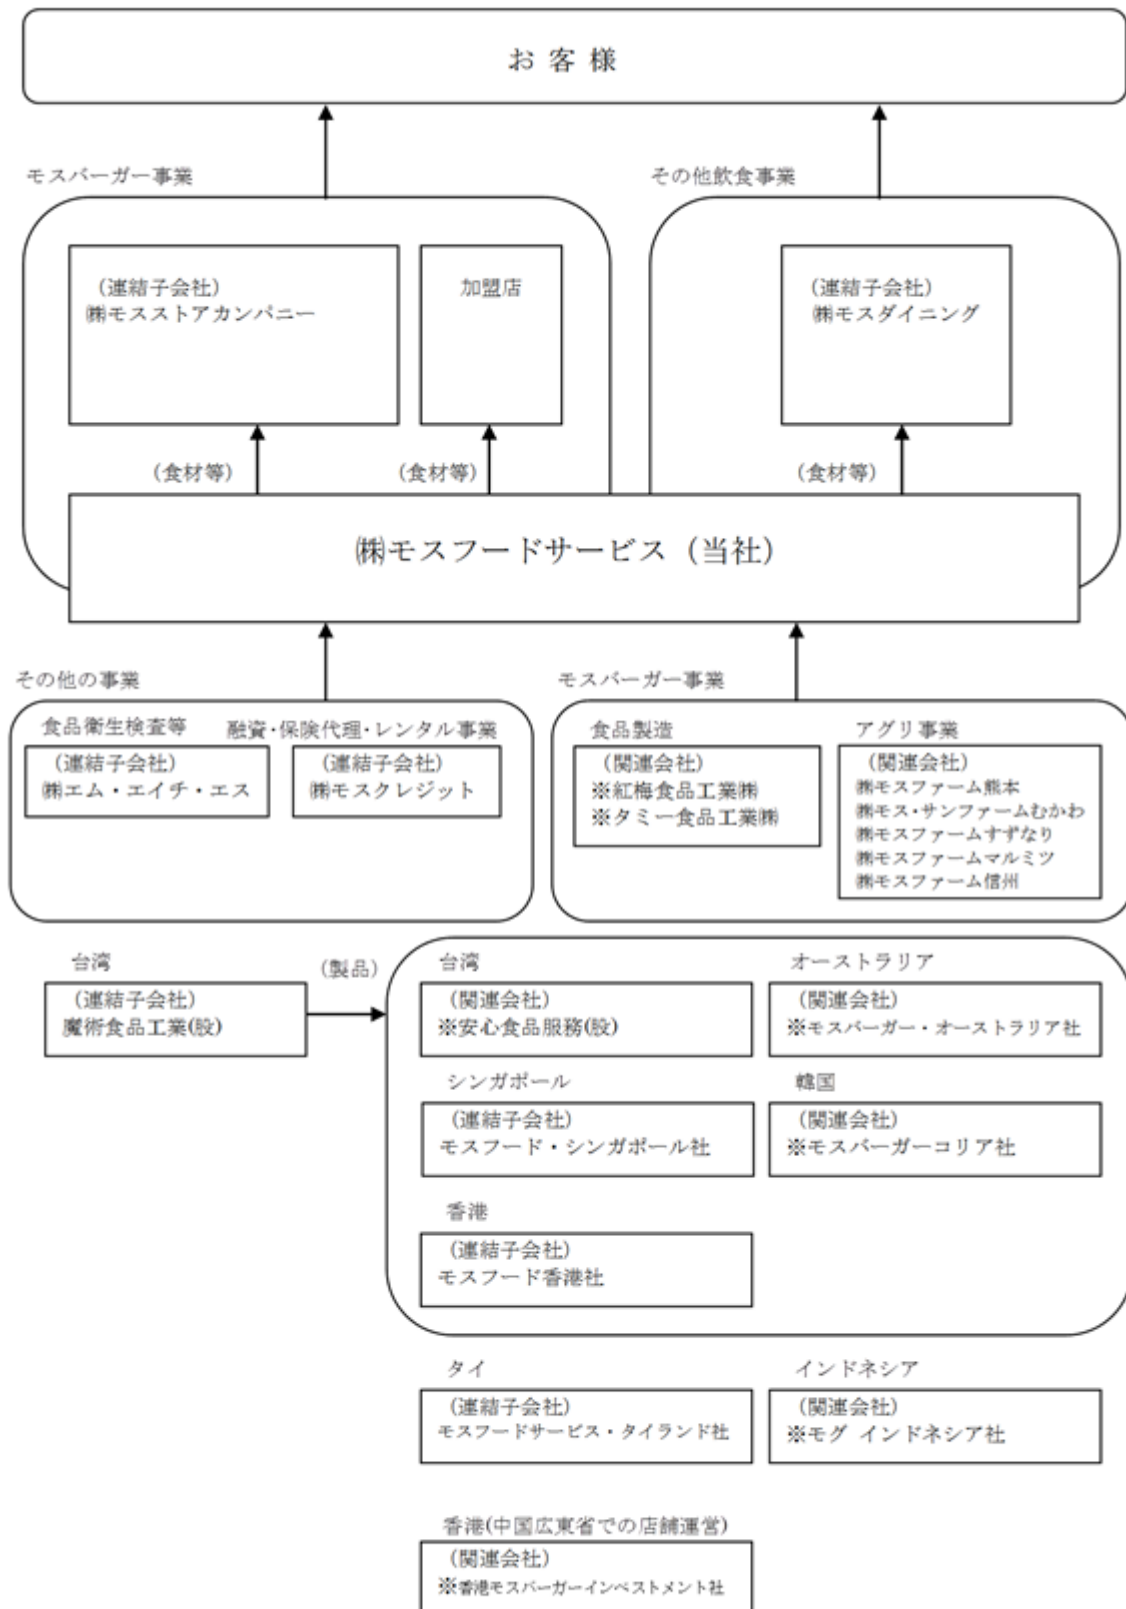 お 客 様
モスバーガー事業
その他飲食事業
(連結子会社)
㈱モスストアカンパニー
加盟店
(連結子会社)
㈱モスダイニング
(食材等)
(食材等)
(食材等)
㈱モスフードサービス（当社）
その他の事業
モスバーガー事業
食品衛生検査等
融資・保険代理・レンタル事業
(連結子会社)
㈱エム・エイチ・エス
(連結子会社)
㈱モスクレジット
食品製造
(関連会社)
※紅梅食品工業㈱
※タミー食品工業㈱
アグリ事業
(関連会社)
㈱モスファーム熊本
㈱モス・サンファームむかわ
㈱モスファームすずなり
㈱モスファームマルミツ
㈱モスファーム信州
台湾
(連結子会社)
魔術食品工業(股)
(製品)
台湾
(関連会社)
※安心食品服務(股)
オーストラリア
(関連会社)
※モスバーガー・オーストラリア社
シンガポール
(連結子会社)
モスフード・シンガポール社
韓国
(関連会社)
※モスバーガーコリア社
香港
(連結子会社)
モスフード香港社
タイ
(連結子会社)
モスフードサービス・タイランド社
インドネシア
(関連会社)
※モグ インドネシア社
香港(中国広東省での店舗運営)
(関連会社)
※香港モスバーガーインベストメント社